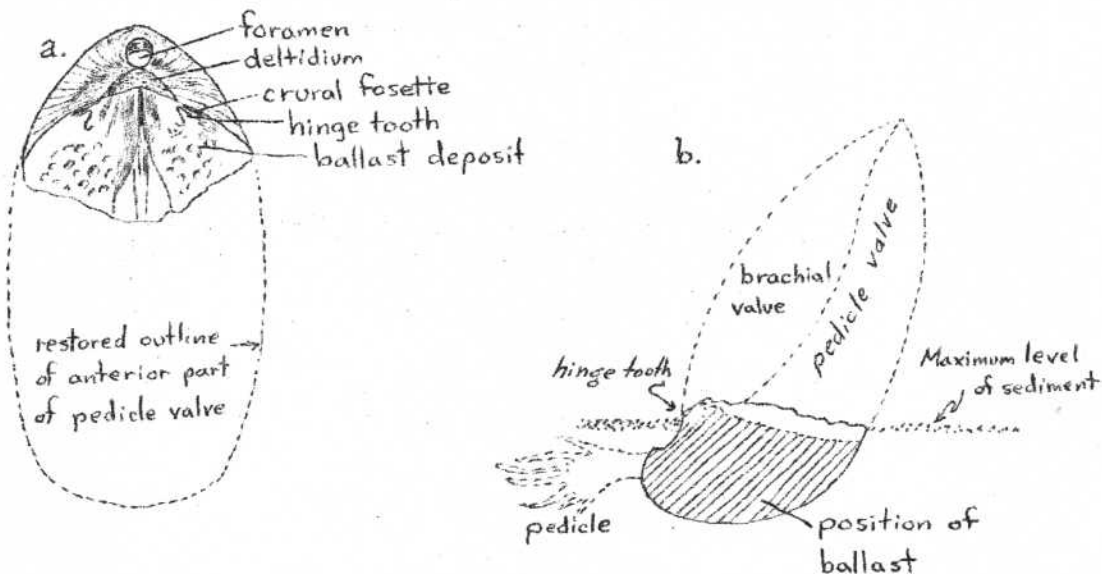 a.
foramen
deltidium
crural fosette
hinge tooth
ballast deposit
restored outline
of anterior part
of pedicle valve
b.
brachial
valve
pedicle valve
hinge tooth
Maximum level
of sediment
pedicle
position of
ballast